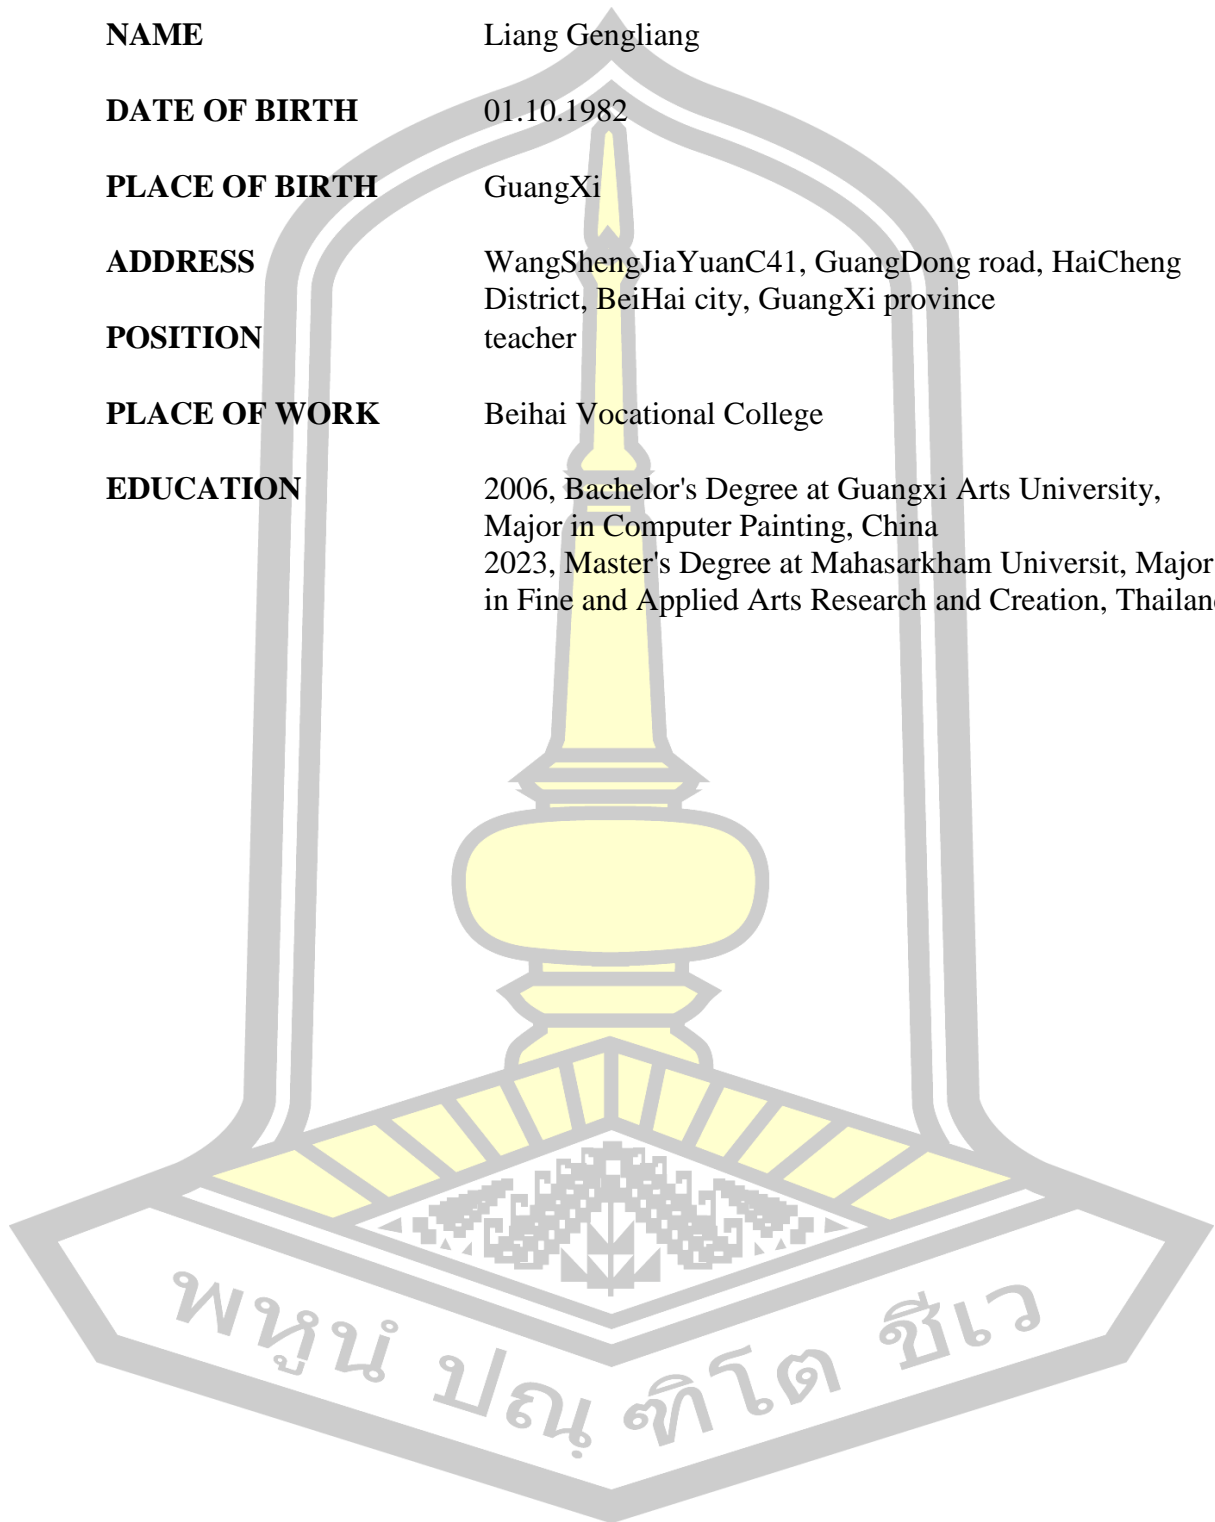 NAME Liang Gengliang
DATE OF BIRTH 01.10.1982
PLACE OF BIRTH GuangXi
ADDRESS WangShengJiaYuanC41, GuangDong road, HaiCheng
District, BeiHai city, GuangXi province
POSITION teacher
PLACE OF WORK Beihai Vocational College
EDUCATION 2006, Bachelor's Degree at Guangxi Arts University,
Major in Computer Painting, China
2023, Master's Degree at Mahasarkham Universit, Major
in Fine and Applied Arts Research and Creation, Thailan
พหูนํ ปณฺฑิโต ชีเว